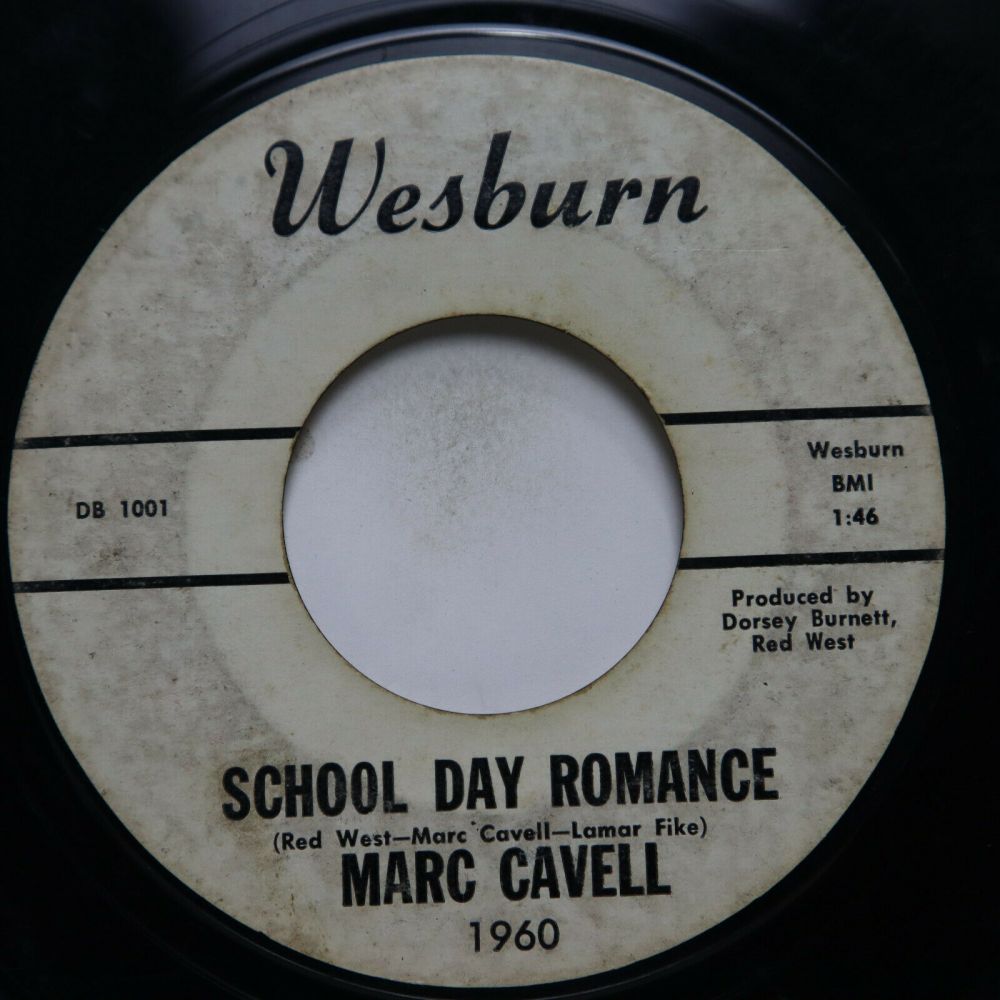 Wesburn
DB 1001
Wesburn
BMI
1:46
Produced by
Dorsey Burnett,
Red West
SCHOOL DAY ROMANCE
(Red West—Marc Cavell—Lamar Fike)
MARC CAVELL
1960